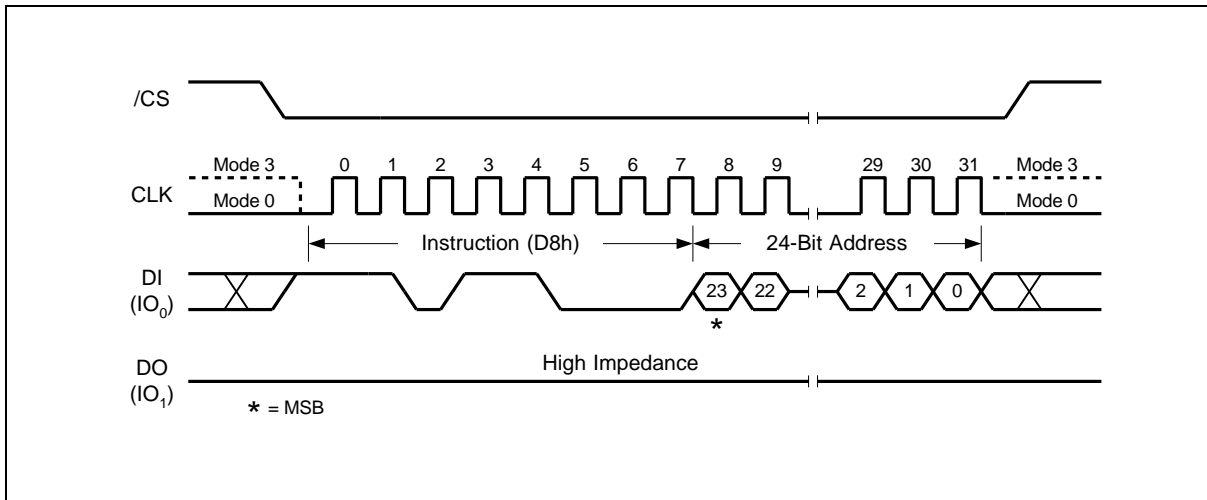 /CS
Mode 3 0 1 2 3 4 5 6 7 8 9 29 30 31 Mode 3
CLK
Mode 0 Mode 0
Instruction (D8h) 24-Bit Address
DI
(IO0)
23 22 2 1 0
*
High Impedance
DO
(IO1)
* = MSB